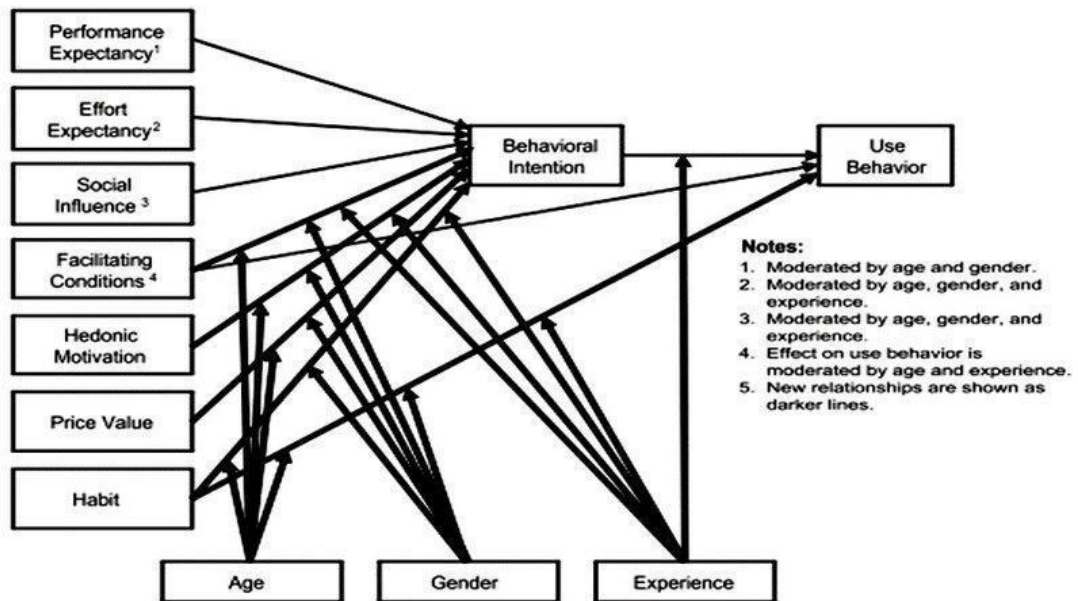 Performance
Expectancy¹
Effort
Expectancy²
Social
Influence ³
Facilitating
Conditions ⁴
Hedonic
Motivation
Price Value
Habit
Behavioral
Intention
Use
Behavior
Notes:
1. Moderated by age and gender.
2. Moderated by age, gender, and
experience.
3. Moderated by age, gender, and
experience.
4. Effect on use behavior is
moderated by age and experience.
5. New relationships are shown as
darker lines.
Age
Gender
Experience